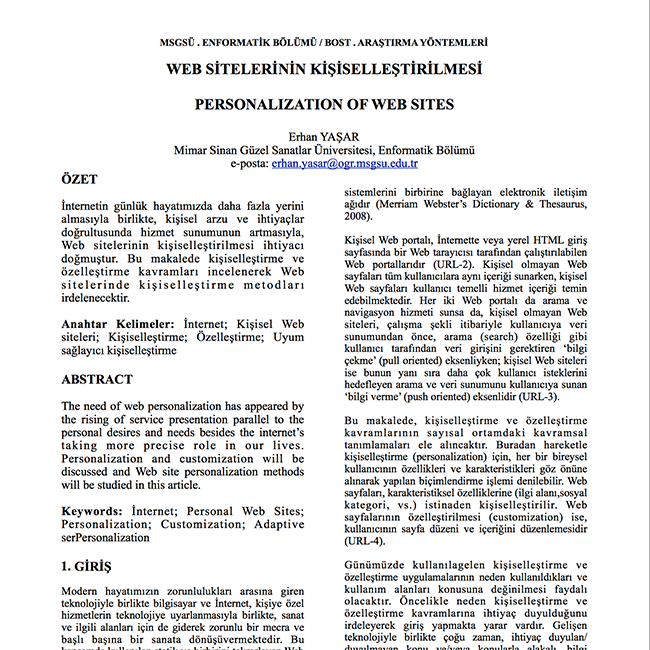 MSGSÜ . ENFORMATİK BÖLÜMÜ / BOST . ARAŞTIRMA YÖNTEMLERİ
WEB SİTELERİNİN KİŞİSELLEŞTİRİLMESİ
PERSONALIZATION OF WEB SITES
Erhan YAŞAR
Mimar Sinan Güzel Sanatlar Üniversitesi, Enformatik Bölümü
e-posta: erhan.yasar@ogr.msgsu.edu.tr
ÖZET
İnternetin günlük hayatımızda daha fazla yerini
almasıyla birlikte, kişisel arzu ve ihtiyaçlar
doğrultusunda hizmet sunumunun artmasıyla,
Web sitelerinin kişiselleştirilmesi ihtiyacı
doğmuştur. Bu makalede kişiselleştirme ve
özelleştirme kavramları incelenerek Web
sitelerinde kişiselleştirme metodları
irdelenecektir.
Anahtar Kelimeler: İnternet; Kişisel Web
siteleri; Kişiselleştirme; Özelleştirme; Uyum
sağlayıcı kişiselleştirme
ABSTRACT
The need of web personalization has appeared by
the rising of service presentation parallel to the
personal desires and needs besides the internet's
taking more precise role in our lives.
Personalization and customization will be
discussed and Web site personalization methods
will be studied in this article.
Keywords: İnternet; Personal Web Sites;
Personalization; Customization; Adaptive
serPersonalization
1. GİRİŞ
Modern hayatımızın zorunlulukları arasına giren
teknolojiyle birlikte bilgisayar ve İnternet, kişiye özel
hizmetlerin teknolojiye uyarlanmasıyla birlikte, sanat
ve ilgili alanları için de giderek zorunlu bir mecra ve
başlı başına bir sanata dönüşüvermektedir. Bu
sistemlerini birbirine bağlayan elektronik iletişim
ağıdır (Merriam Webster's Dictionary & Thesaurus,
2008).
Kişisel Web portalı, İnternette veya yerel HTML giriş
sayfasında bir Web tarayıcısı tarafından çalıştırılabilen
Web portallarıdır (URL-2). Kişisel olmayan Web
sayfaları tüm kullanıcılara aynı içeriği sunarken, kişisel
Web sayfaları kullanıcı temelli hizmet içeriği temin
edebilmektedir. Her iki Web portalı da arama ve
navigasyon hizmeti sunsa da, kişisel olmayan Web
siteleri, çalışma şekli itibariyle kullanıcıya veri
sunumundan önce, arama (search) özelliği gibi
kullanıcı tarafından veri girişini gerektiren ‘bilgi
çekme’ (pull oriented) eksenliyken; kişisel Web siteleri
ise bunun yanı sıra daha çok kullanıcı isteklerini
hedefleyen arama ve veri sunumunu kullanıcıya sunan
‘bilgi verme’ (push oriented) eksenlidir (URL-3).
Bu makalede, kişiselleştirme ve özelleştirme
kavramlarının sayısal ortamdaki kavramsal
tanımaları ele alıncaktır. Buradan hareketle
kişiselleştirme (personalization) için, her bir bireysel
kullanıcının özellikleri ve karakteristikleri göz önüne
alınarak yapılan biçimlendirme işlemi denilebilir. Web
sayfaları, karakteristiksel özelliklerine (ilgi alanı,sosyal
kategori, vs.) istinaden kişiselleştirilir. Web
sayfalarının özelleştirilmesi (customization) ise,
kullanıcının sayfa düzeni ve içeriğini düzenlemesidir
(URL-4).
Günümüzde kullanılagelen kişiselleştirme ve
özelleştirme uygulamalarının neden kullanıldıkları ve
kullanım alanları konusuna değinilmesi faydalı
olacaktır. Öncelikle neden kişiselleştirme ve
özelleştirme kavramlarına ihtiyaç duyulduğunu
irdeleyerek giriş yapmakta yarar vardır. Gelişen
teknolojiyle birlikte çoğu zaman, ihtiyaç duyulan/
duyulmayan konu ve/veya konularla alakalı, bilgi